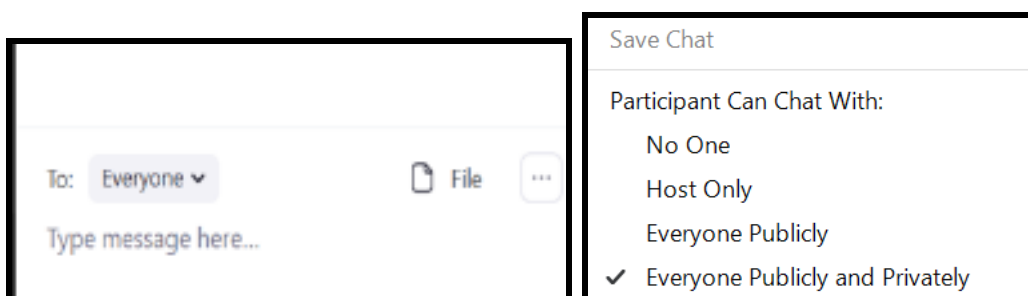 To: Everyone File ...
Type message here...
Save Chat
Participant Can Chat With:
No One
Host Only
Everyone Publicly
Everyone Publicly and Privately